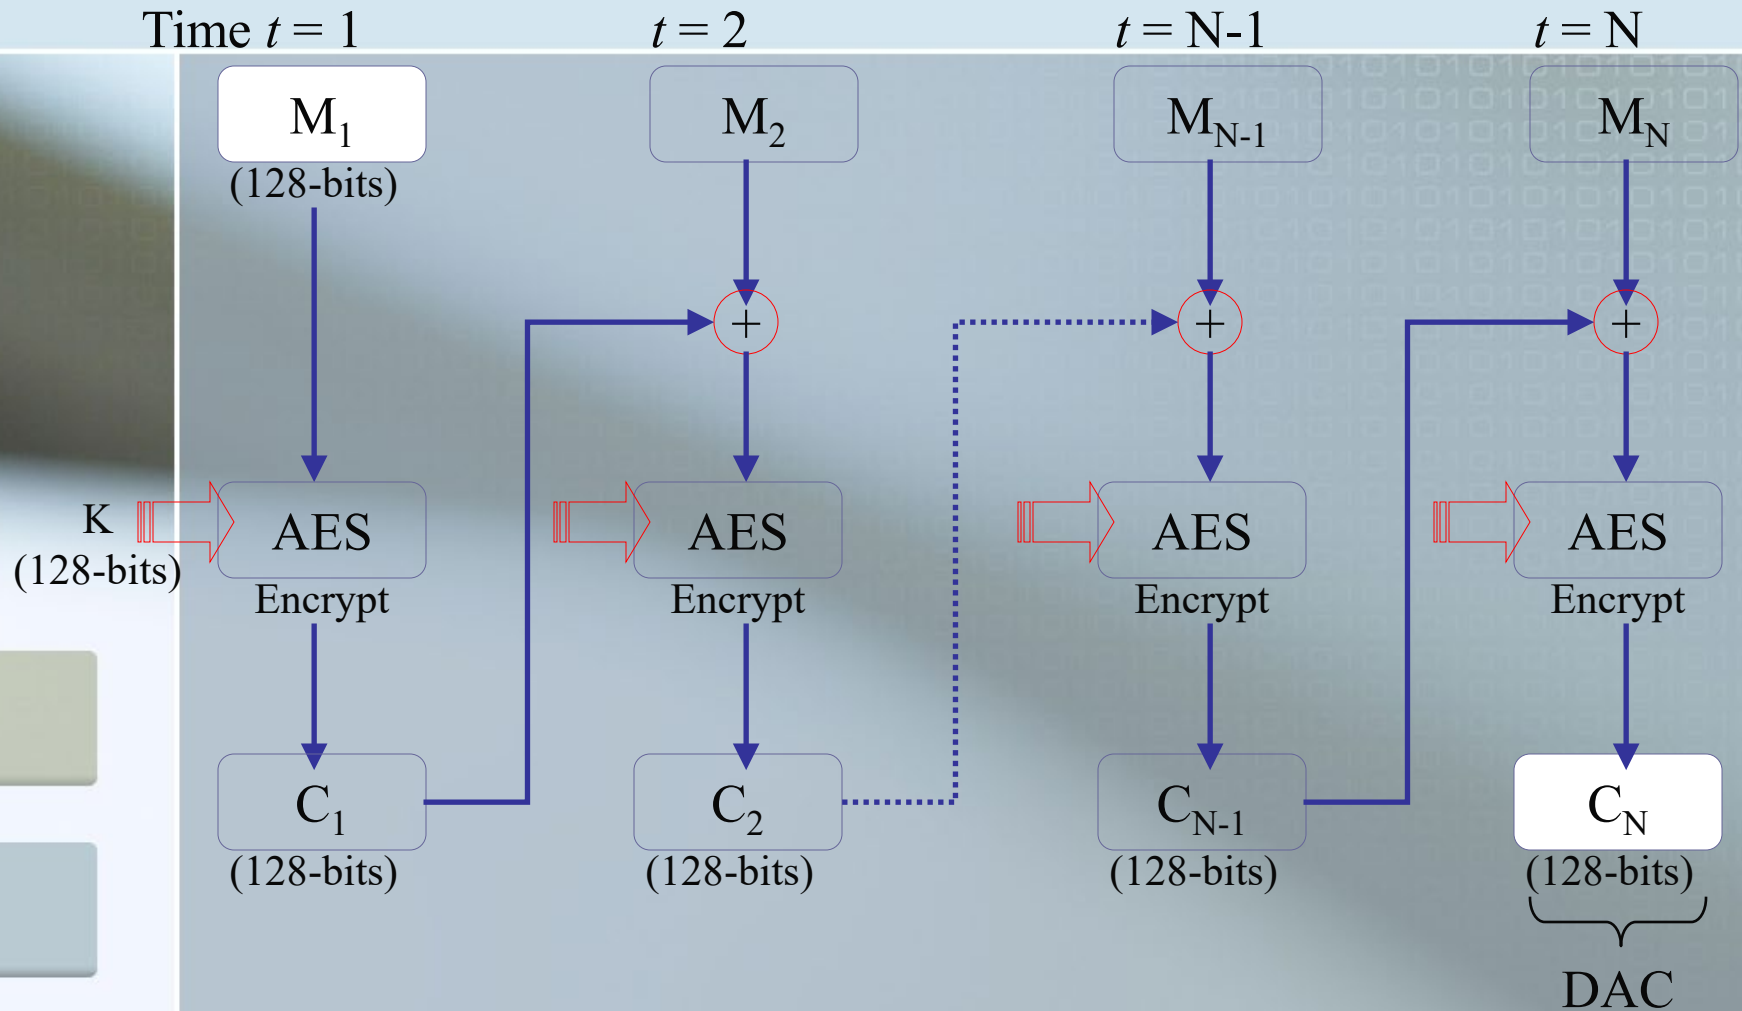 Time t = 1 t = 2 t = N-1 t = N
M1 M2 MN-1 MN
(128-bits)
+ + +
K
(128-bits)
AES AES AES AES
Encrypt Encrypt Encrypt Encrypt
C1 C2 CN-1 CN
(128-bits) (128-bits) (128-bits) (128-bits)
DAC